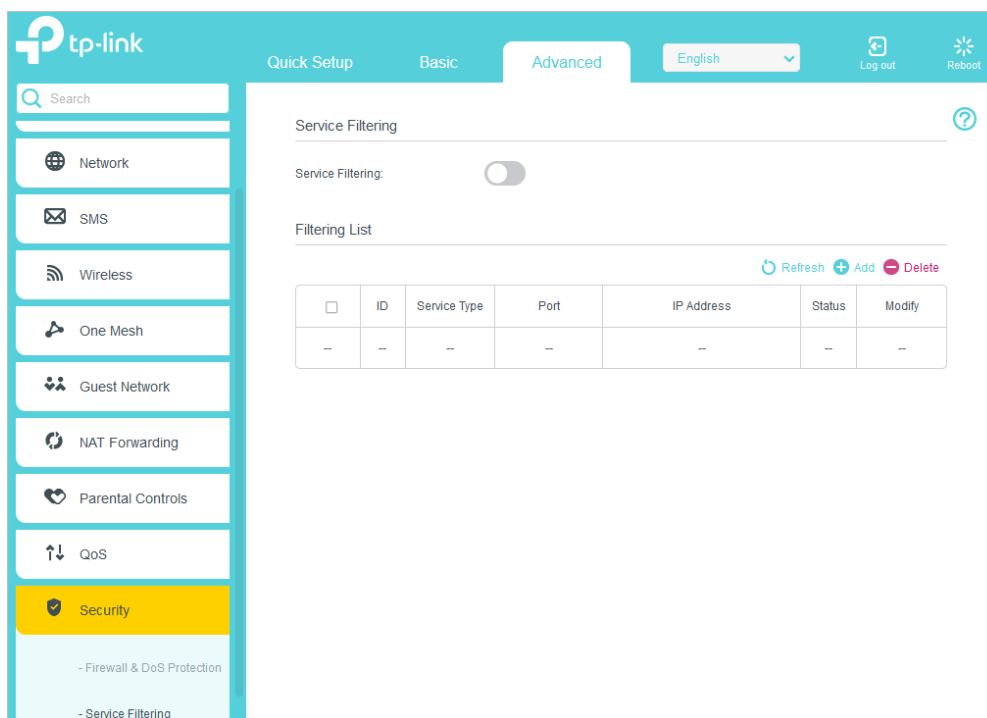 tp-link
Quick Setup Basic Advanced English Log out Reboot
Search
Network
SMS
Wireless
One Mesh
Guest Network
NAT Forwarding
Parental Controls
QoS
Security
- Firewall & DoS Protection
- Service Filtering
Service Filtering
Service Filtering:
Filtering List
Refresh Add Delete
ID Service Type Port IP Address Status Modify
-- -- -- -- -- -- --